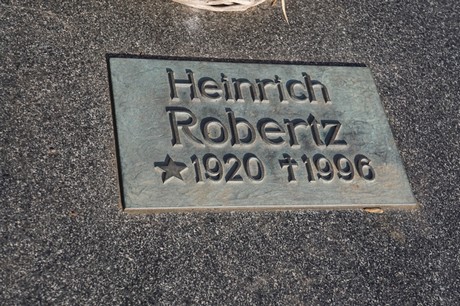 Heinrich
Robertz
★1920 ✝1996